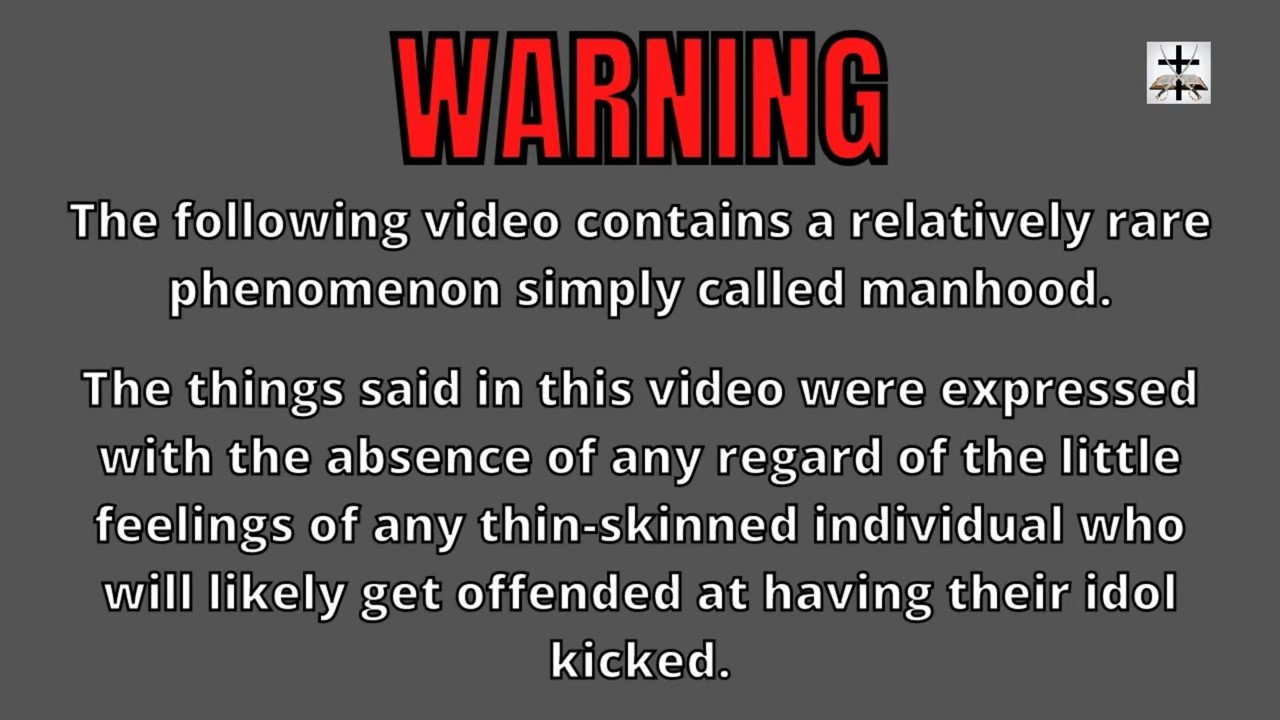 WARNING
The following video contains a relatively rare
phenomenon simply called manhood.
The things said in this video were expressed
with the absence of any regard of the little
feelings of any thin-skinned individual who
will likely get offended at having their idol
kicked.